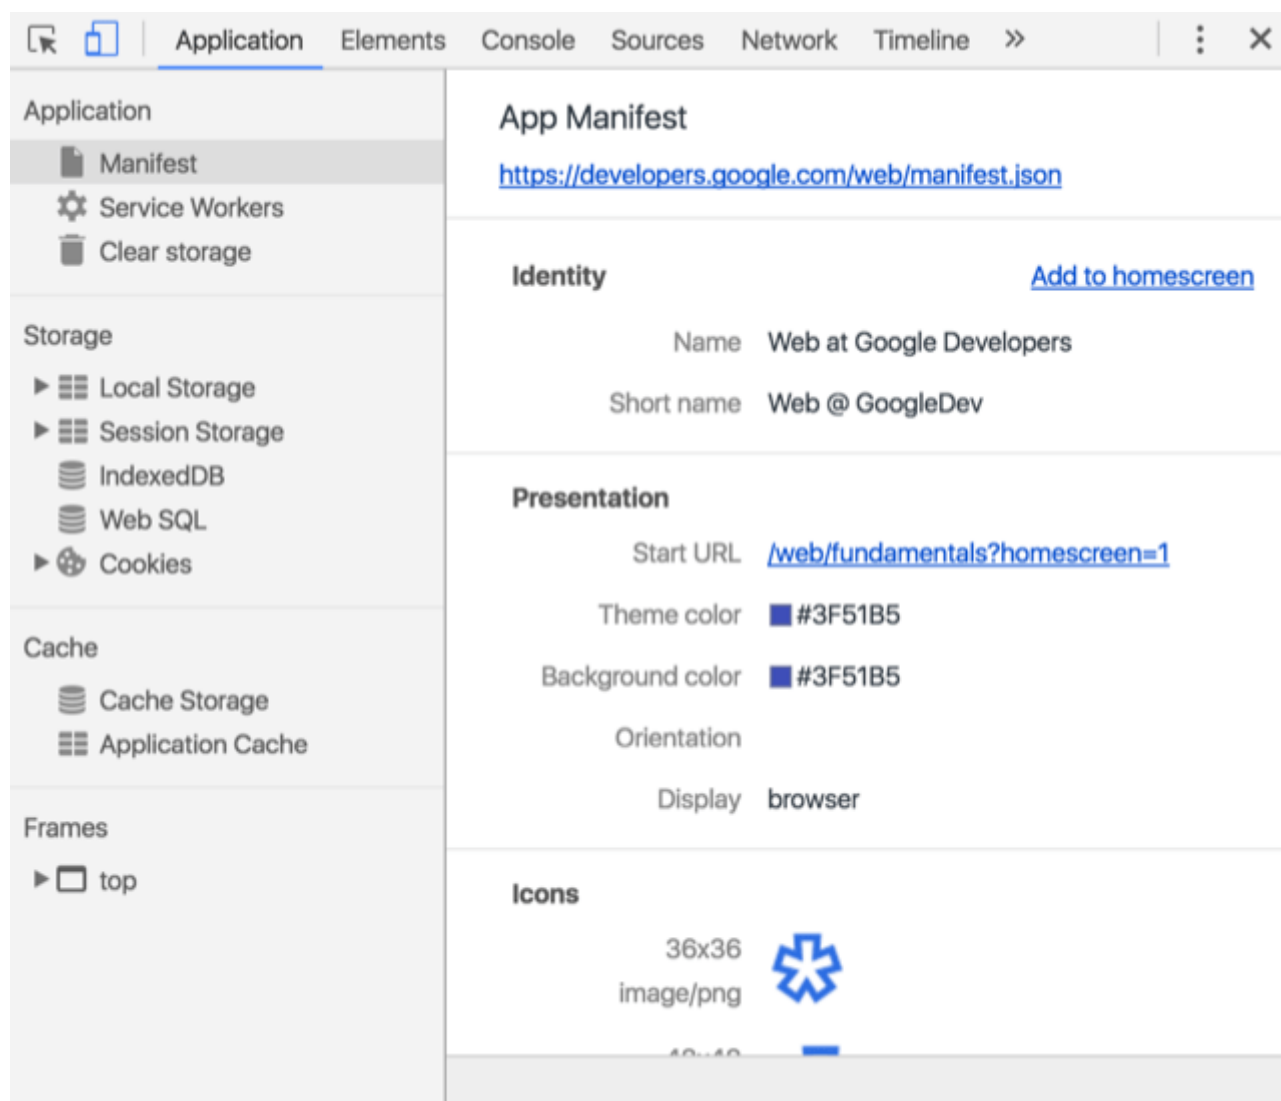 Application Elements Console Sources Network Timeline »
Application
Manifest
Service Workers
Clear storage
Storage
Local Storage
Session Storage
IndexedDB
Web SQL
Cookies
Cache
Cache Storage
Application Cache
Frames
top
App Manifest
https://developers.google.com/web/manifest.json
Identity Add to homescreen
Name Web at Google Developers
Short name Web @ GoogleDev
Presentation
Start URL /web/fundamentals?homescreen=1
Theme color #3F51B5
Background color #3F51B5
Orientation
Display browser
Icons
36x36
image/png